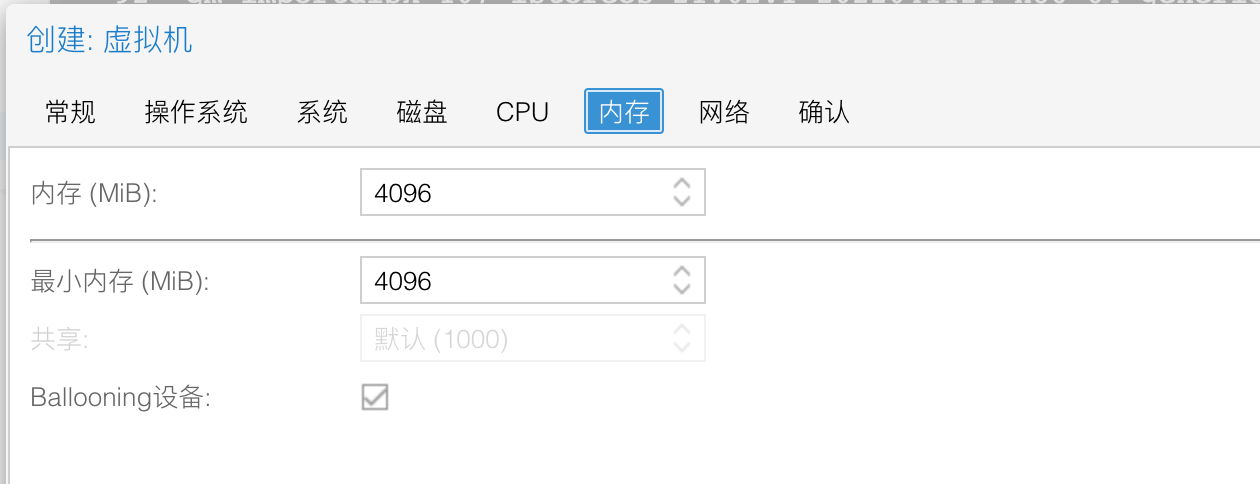 创建: 虚拟机
常规 操作系统 系统 磁盘 CPU 内存 网络 确认
内存 (MiB): 4096
最小内存 (MiB): 4096
共享: 默认 (1000)
Ballooning设备: